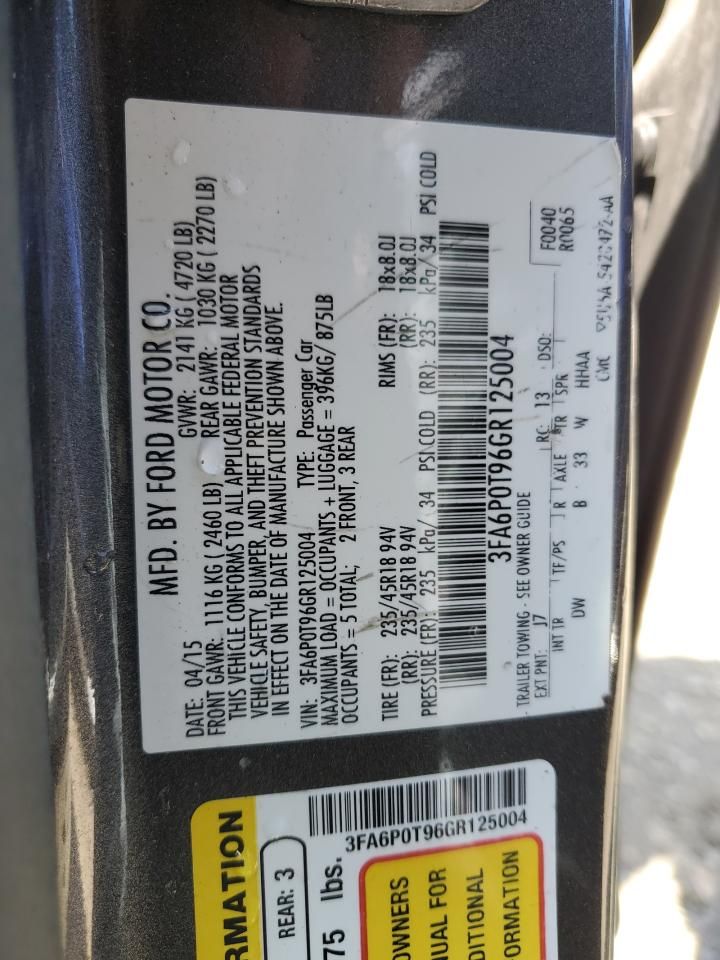 MFD. BY FORD MOTOR CO.
DATE: 04/15 GVWR: 2141 KG ( 4720 LB)
FRONT GAWR: 1116 KG (2460 LB) REAR GAWR: 1030 KG ( 2270 LB)
THIS VEHICLE CONFORMS TO ALL APPLICABLE FEDERAL MOTOR
VEHICLE SAFETY, BUMPER, AND THEFT PREVENTION STANDARDS
IN EFFECT ON THE DATE OF MANUFACTURE SHOWN ABOVE.
VIN: 3FA6P0T96GR125004 TYPE: Passenger Car
MAXIMUM LOAD = OCCUPANTS + LUGGAGE = 396KG/ 875LB
OCCUPANTS = 5 TOTAL; 2 FRONT, 3 REAR
TIRE (FR): 235/45R18 94V RIMS (FR): 18x8.0J
(RR): 235/45R18 94V (RR): 18x8.0J
PRESSURE (FR): 235 kPa/ 34 PSI COLD (RR): 235 kPa/ 34 PSI COLD
3FA6P0T96GR125004
TRAILER TOWING - SEE OWNER GUIDE
EXT PNT: J7 RC: 13 DSO:
F0040
R0065
INT TR TF/PS R AXLE TR SPR
DW B 33 W HHAA
RMATION
REAR: 3
75 lbs.
3FA6P0T96GR125004
OWNERS
UAL FOR
DITIONAL
ORMATION